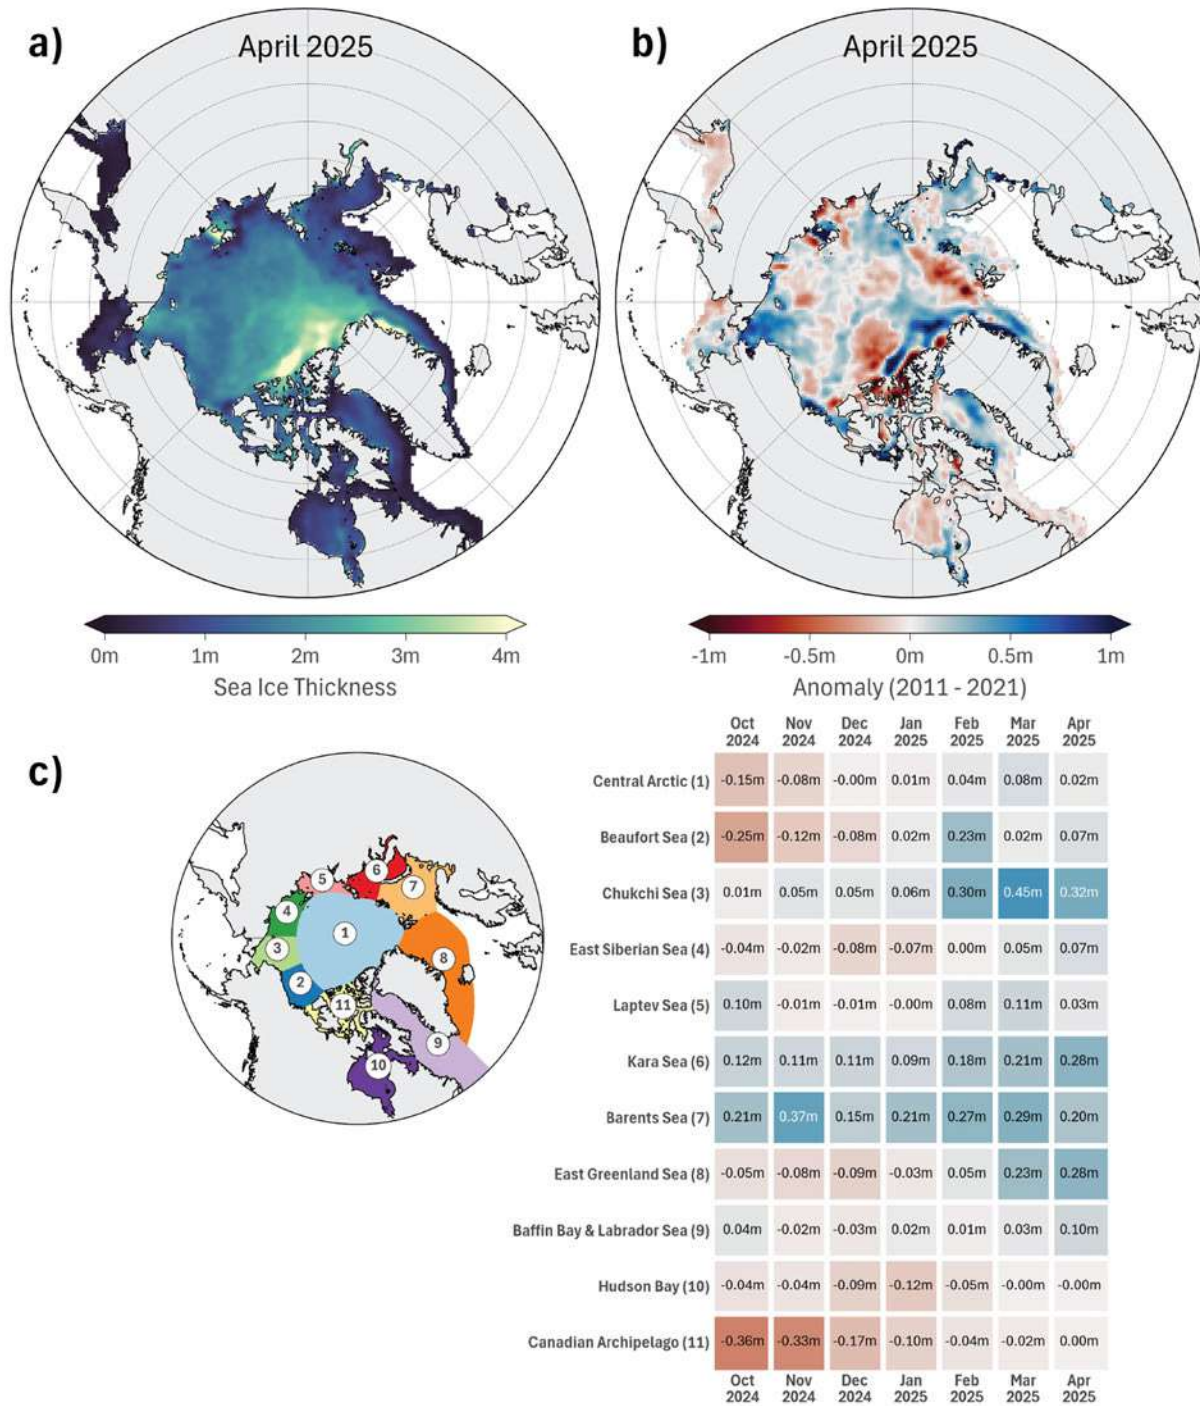 a)
April 2025
b)
April 2025
0m 1m 2m 3m 4m
Sea Ice Thickness
-1m -0.5m 0m 0.5m 1m
Anomaly (2011 - 2021)
c)
1
2
3
4
5
6
7
8
9
10
11
Oct 2024 Nov 2024 Dec 2024 Jan 2025 Feb 2025 Mar 2025 Apr 2025
Central Arctic (1) -0.15m -0.08m -0.00m 0.01m 0.04m 0.08m 0.02m
Beaufort Sea (2) -0.25m -0.12m -0.08m 0.02m 0.23m 0.02m 0.07m
Chukchi Sea (3) 0.01m 0.05m 0.05m 0.06m 0.30m 0.45m 0.32m
East Siberian Sea (4) -0.04m -0.02m -0.08m -0.07m 0.00m 0.05m 0.07m
Laptev Sea (5) 0.10m -0.01m -0.01m -0.00m 0.08m 0.11m 0.03m
Kara Sea (6) 0.12m 0.11m 0.11m 0.09m 0.18m 0.21m 0.28m
Barents Sea (7) 0.21m 0.37m 0.15m 0.21m 0.27m 0.29m 0.20m
East Greenland Sea (8) -0.05m -0.08m -0.09m -0.03m 0.05m 0.23m 0.28m
Baffin Bay & Labrador Sea (9) 0.04m -0.02m -0.03m 0.02m 0.01m 0.03m 0.10m
Hudson Bay (10) -0.04m -0.04m -0.09m -0.12m -0.05m -0.00m -0.00m
Canadian Archipelago (11) -0.36m -0.33m -0.17m -0.10m -0.04m -0.02m 0.00m
Oct 2024 Nov 2024 Dec 2024 Jan 2025 Feb 2025 Mar 2025 Apr 2025